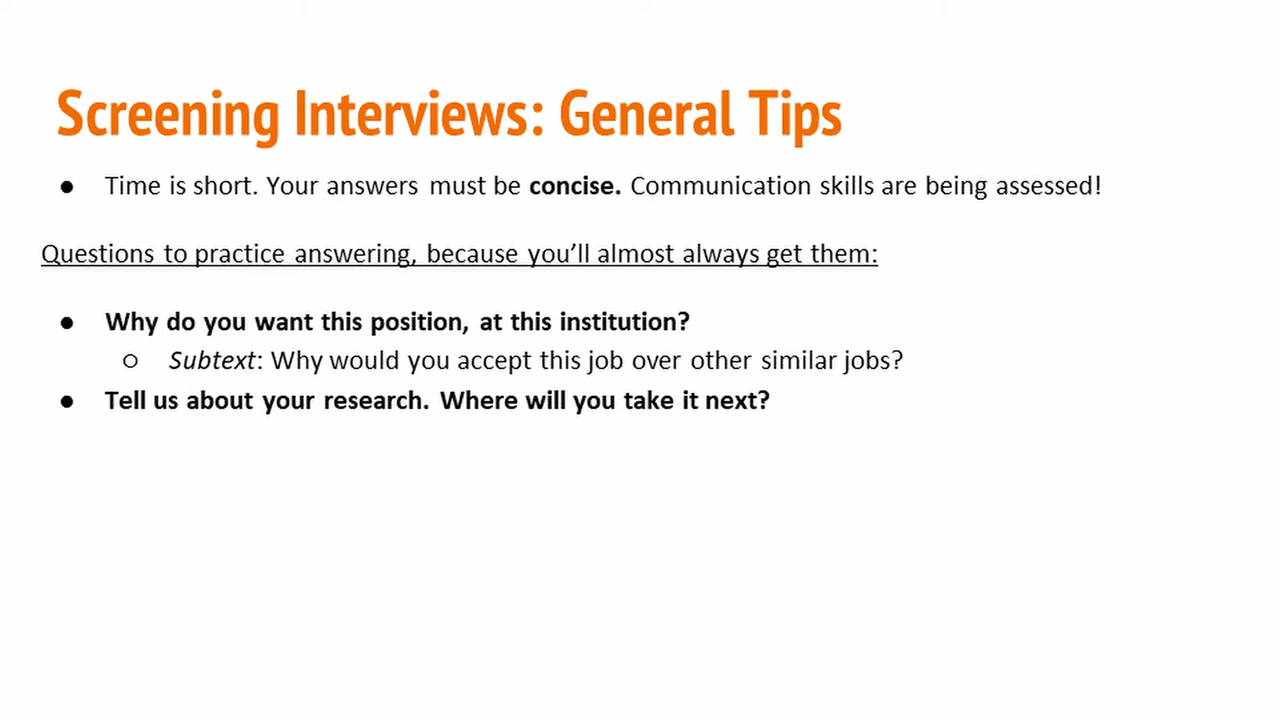 Screening Interviews: General Tips
● Time is short. Your answers must be concise. Communication skills are being assessed!
Questions to practice answering, because you’ll almost always get them:
● Why do you want this position, at this institution?
○ Subtext: Why would you accept this job over other similar jobs?
● Tell us about your research. Where will you take it next?